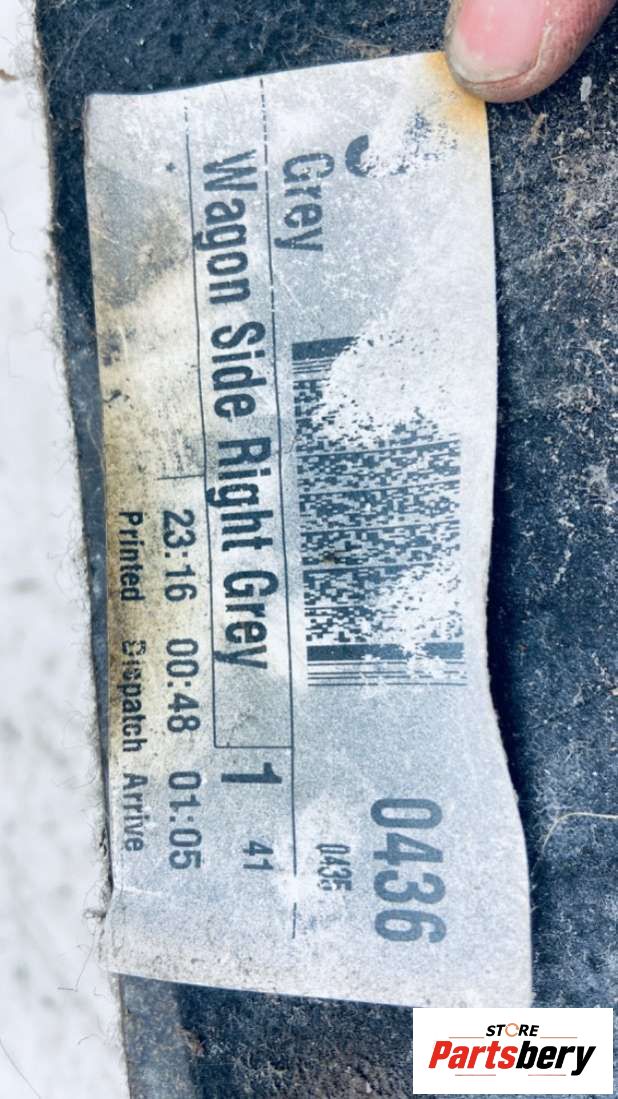 Grey
0436
0435
Wagon Side Right Grey 1 41
23:16 00:48 01:05
Printed Dispatch Arrive
STORE
Partsbery